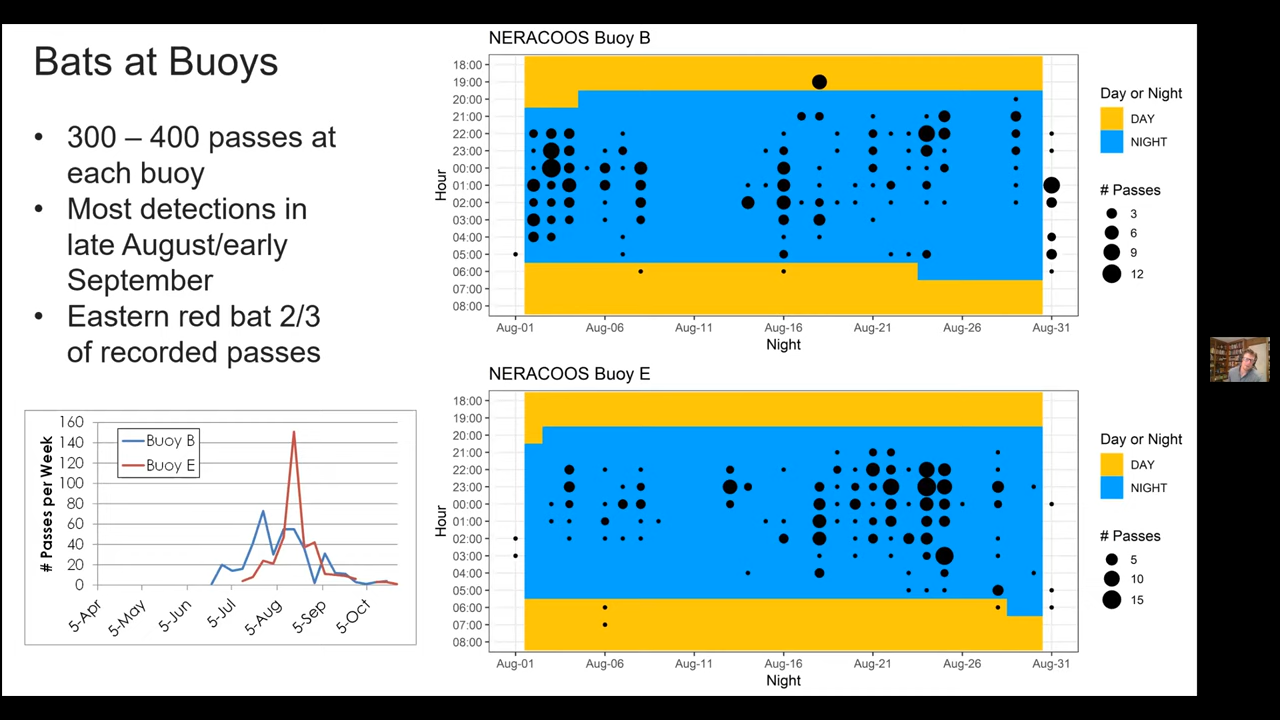 Bats at Buoys
• 300 – 400 passes at
each buoy
• Most detections in
late August/early
September
• Eastern red bat 2/3
of recorded passes
# Passes per Week
160
140
120
100
80
60
40
20
0
Buoy B
Buoy E
5-Apr
5-May
5-Jun
5-Jul
5-Aug
5-Sep
5-Oct
NERACOOS Buoy B
Hour
18:00
19:00
20:00
21:00
22:00
23:00
00:00
01:00
02:00
03:00
04:00
05:00
06:00
07:00
08:00
Aug-01 Aug-06 Aug-11 Aug-16 Aug-21 Aug-26 Aug-31
Night
Day or Night
DAY
NIGHT
# Passes
3
6
9
12
NERACOOS Buoy E
Hour
18:00
19:00
20:00
21:00
22:00
23:00
00:00
01:00
02:00
03:00
04:00
05:00
06:00
07:00
08:00
Aug-01 Aug-06 Aug-11 Aug-16 Aug-21 Aug-26 Aug-31
Night
Day or Night
DAY
NIGHT
# Passes
5
10
15